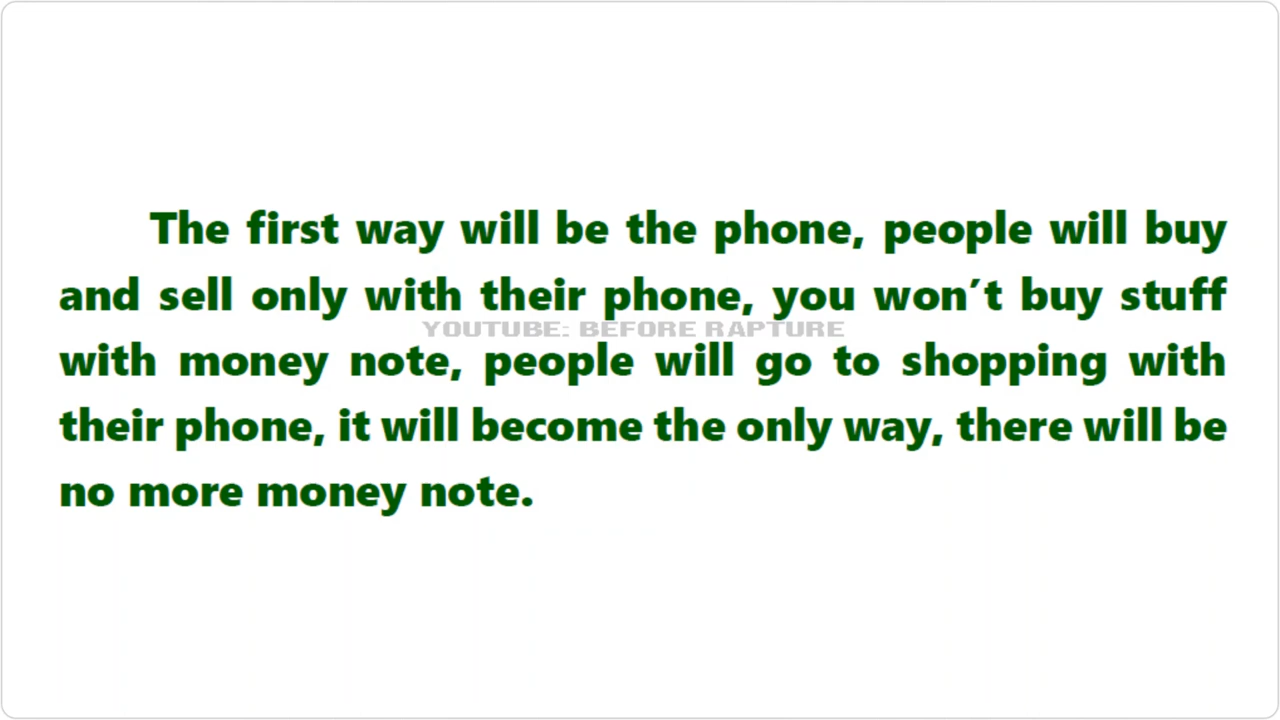 The first way will be the phone, people will buy
and sell only with their phone, you won´t buy stuff
YOUTUBE: BEFORE RAPTURE
with money note, people will go to shopping with
their phone, it will become the only way, there will be
no more money note.